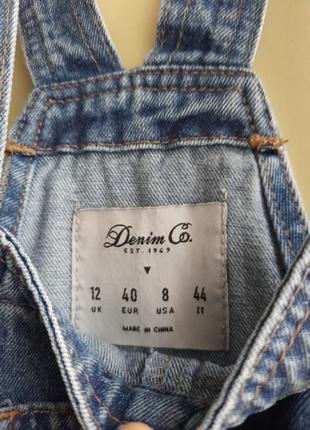 Denim Co.
EST. 1969
12 40 8 44
UK EUR USA IT
MADE IN CHINA